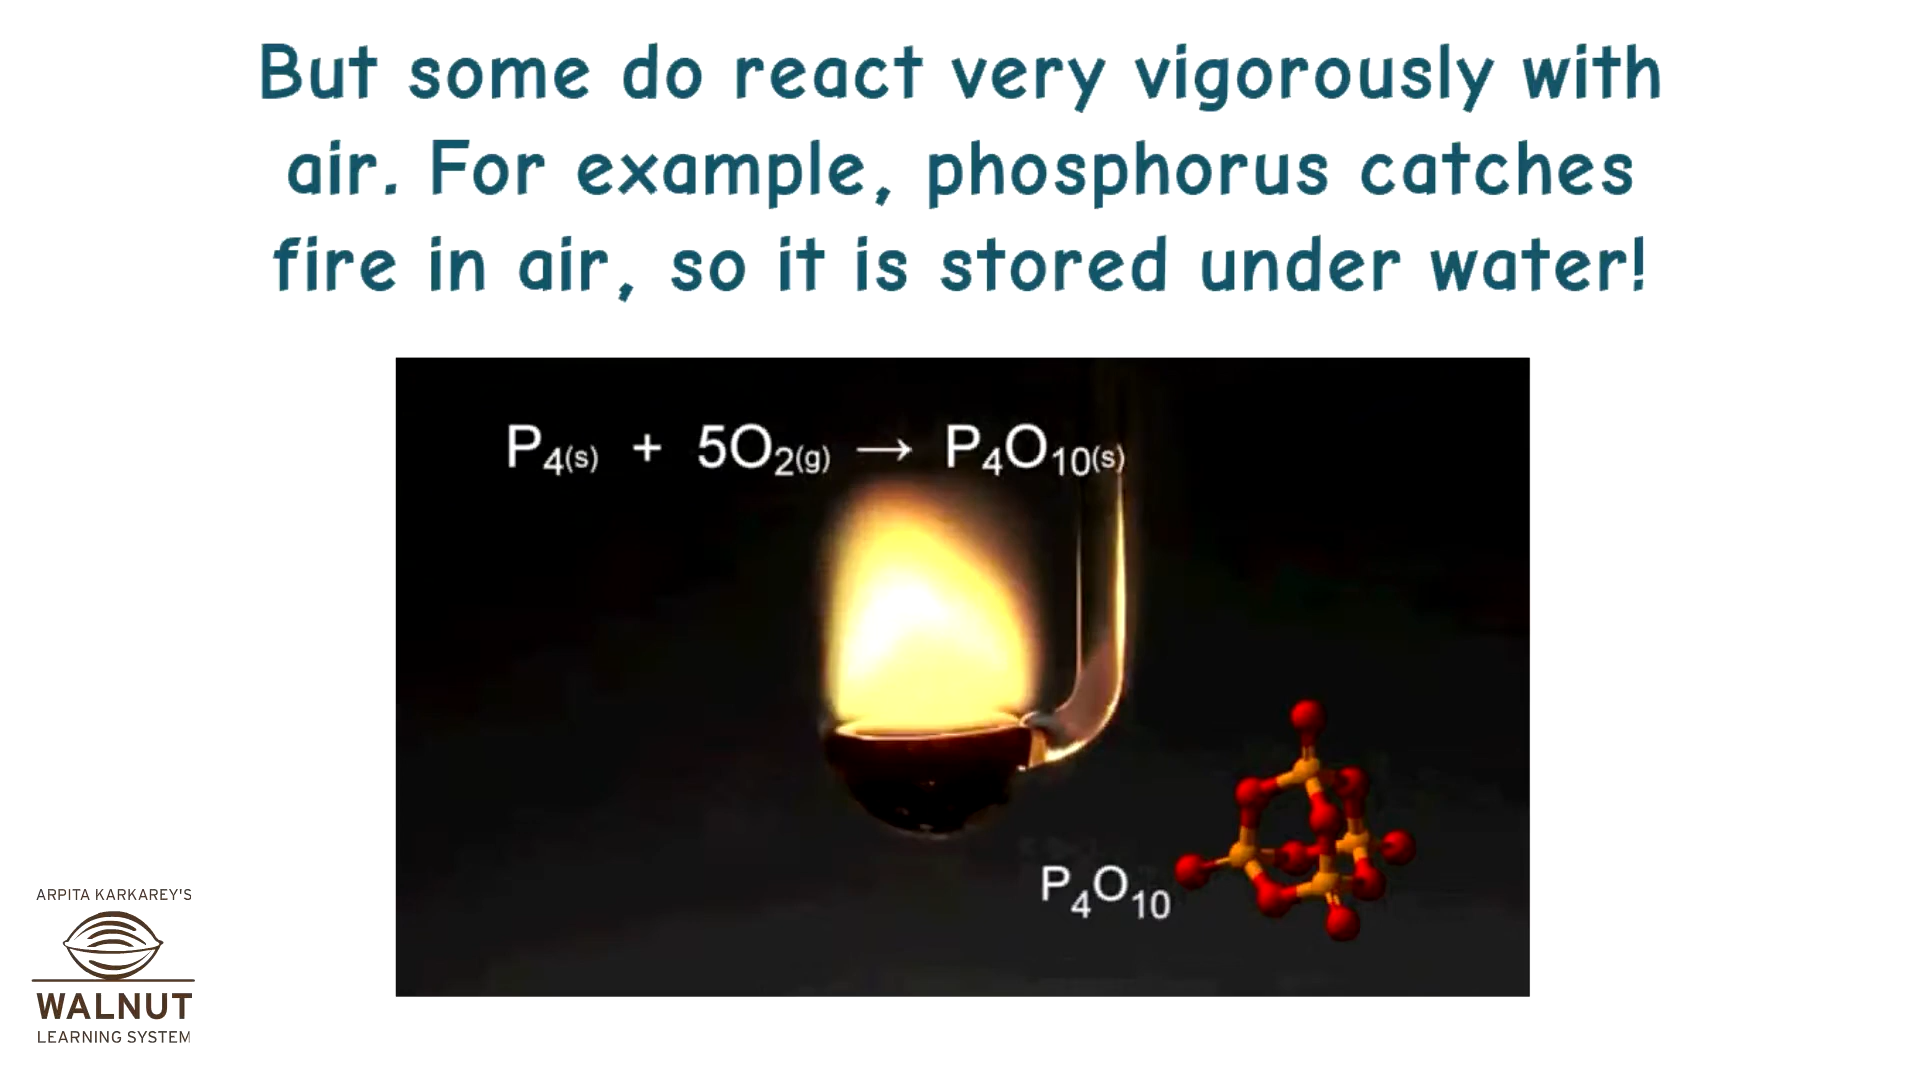 But some do react very vigorously with
air. For example, phosphorus catches
fire in air, so it is stored under water!
P₄(s) + 5O₂(g) → P₄O₁₀(s)
P₄O₁₀
ARPITA KARKAREY'S
WALNUT
LEARNING SYSTEM